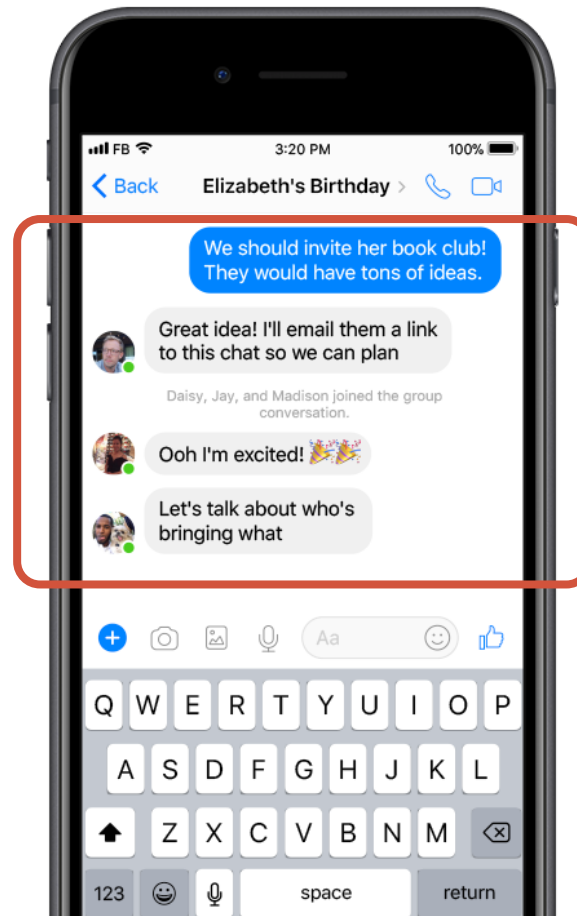 FB 3:20 PM 100%
Back Elizabeth's Birthday >
We should invite her book club!
They would have tons of ideas.
Great idea! I'll email them a link
to this chat so we can plan
Daisy, Jay, and Madison joined the group
conversation.
Ooh I'm excited! 🎉🎉
Let's talk about who's
bringing what
Aa
Q W E R T Y U I O P
A S D F G H J K L
Z X C V B N M
123 space return